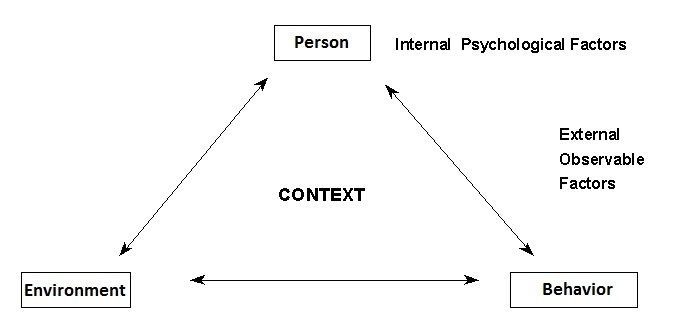 Person
Internal Psychological Factors
External
Observable
Factors
CONTEXT
Environment
Behavior